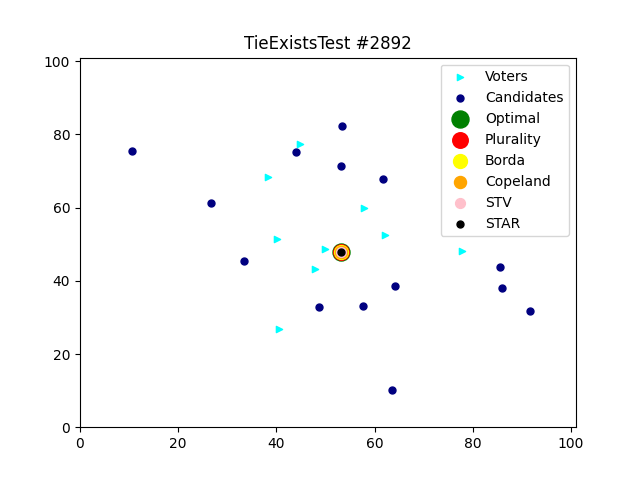 TieExistsTest #2892
100
80
60
40
20
0
0 20 40 60 80 100
Voters
Candidates
Optimal
Plurality
Borda
Copeland
STV
STAR